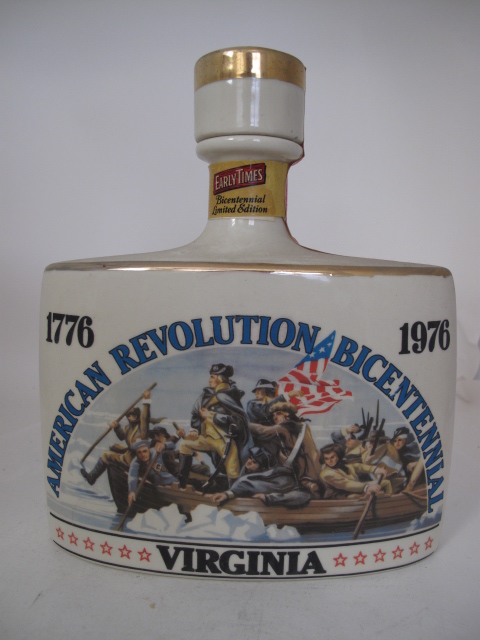 EARLY TIMES
Bicentennial
Limited Edition
1776
1976
AMERICAN REVOLUTION BICENTENNIAL
VIRGINIA